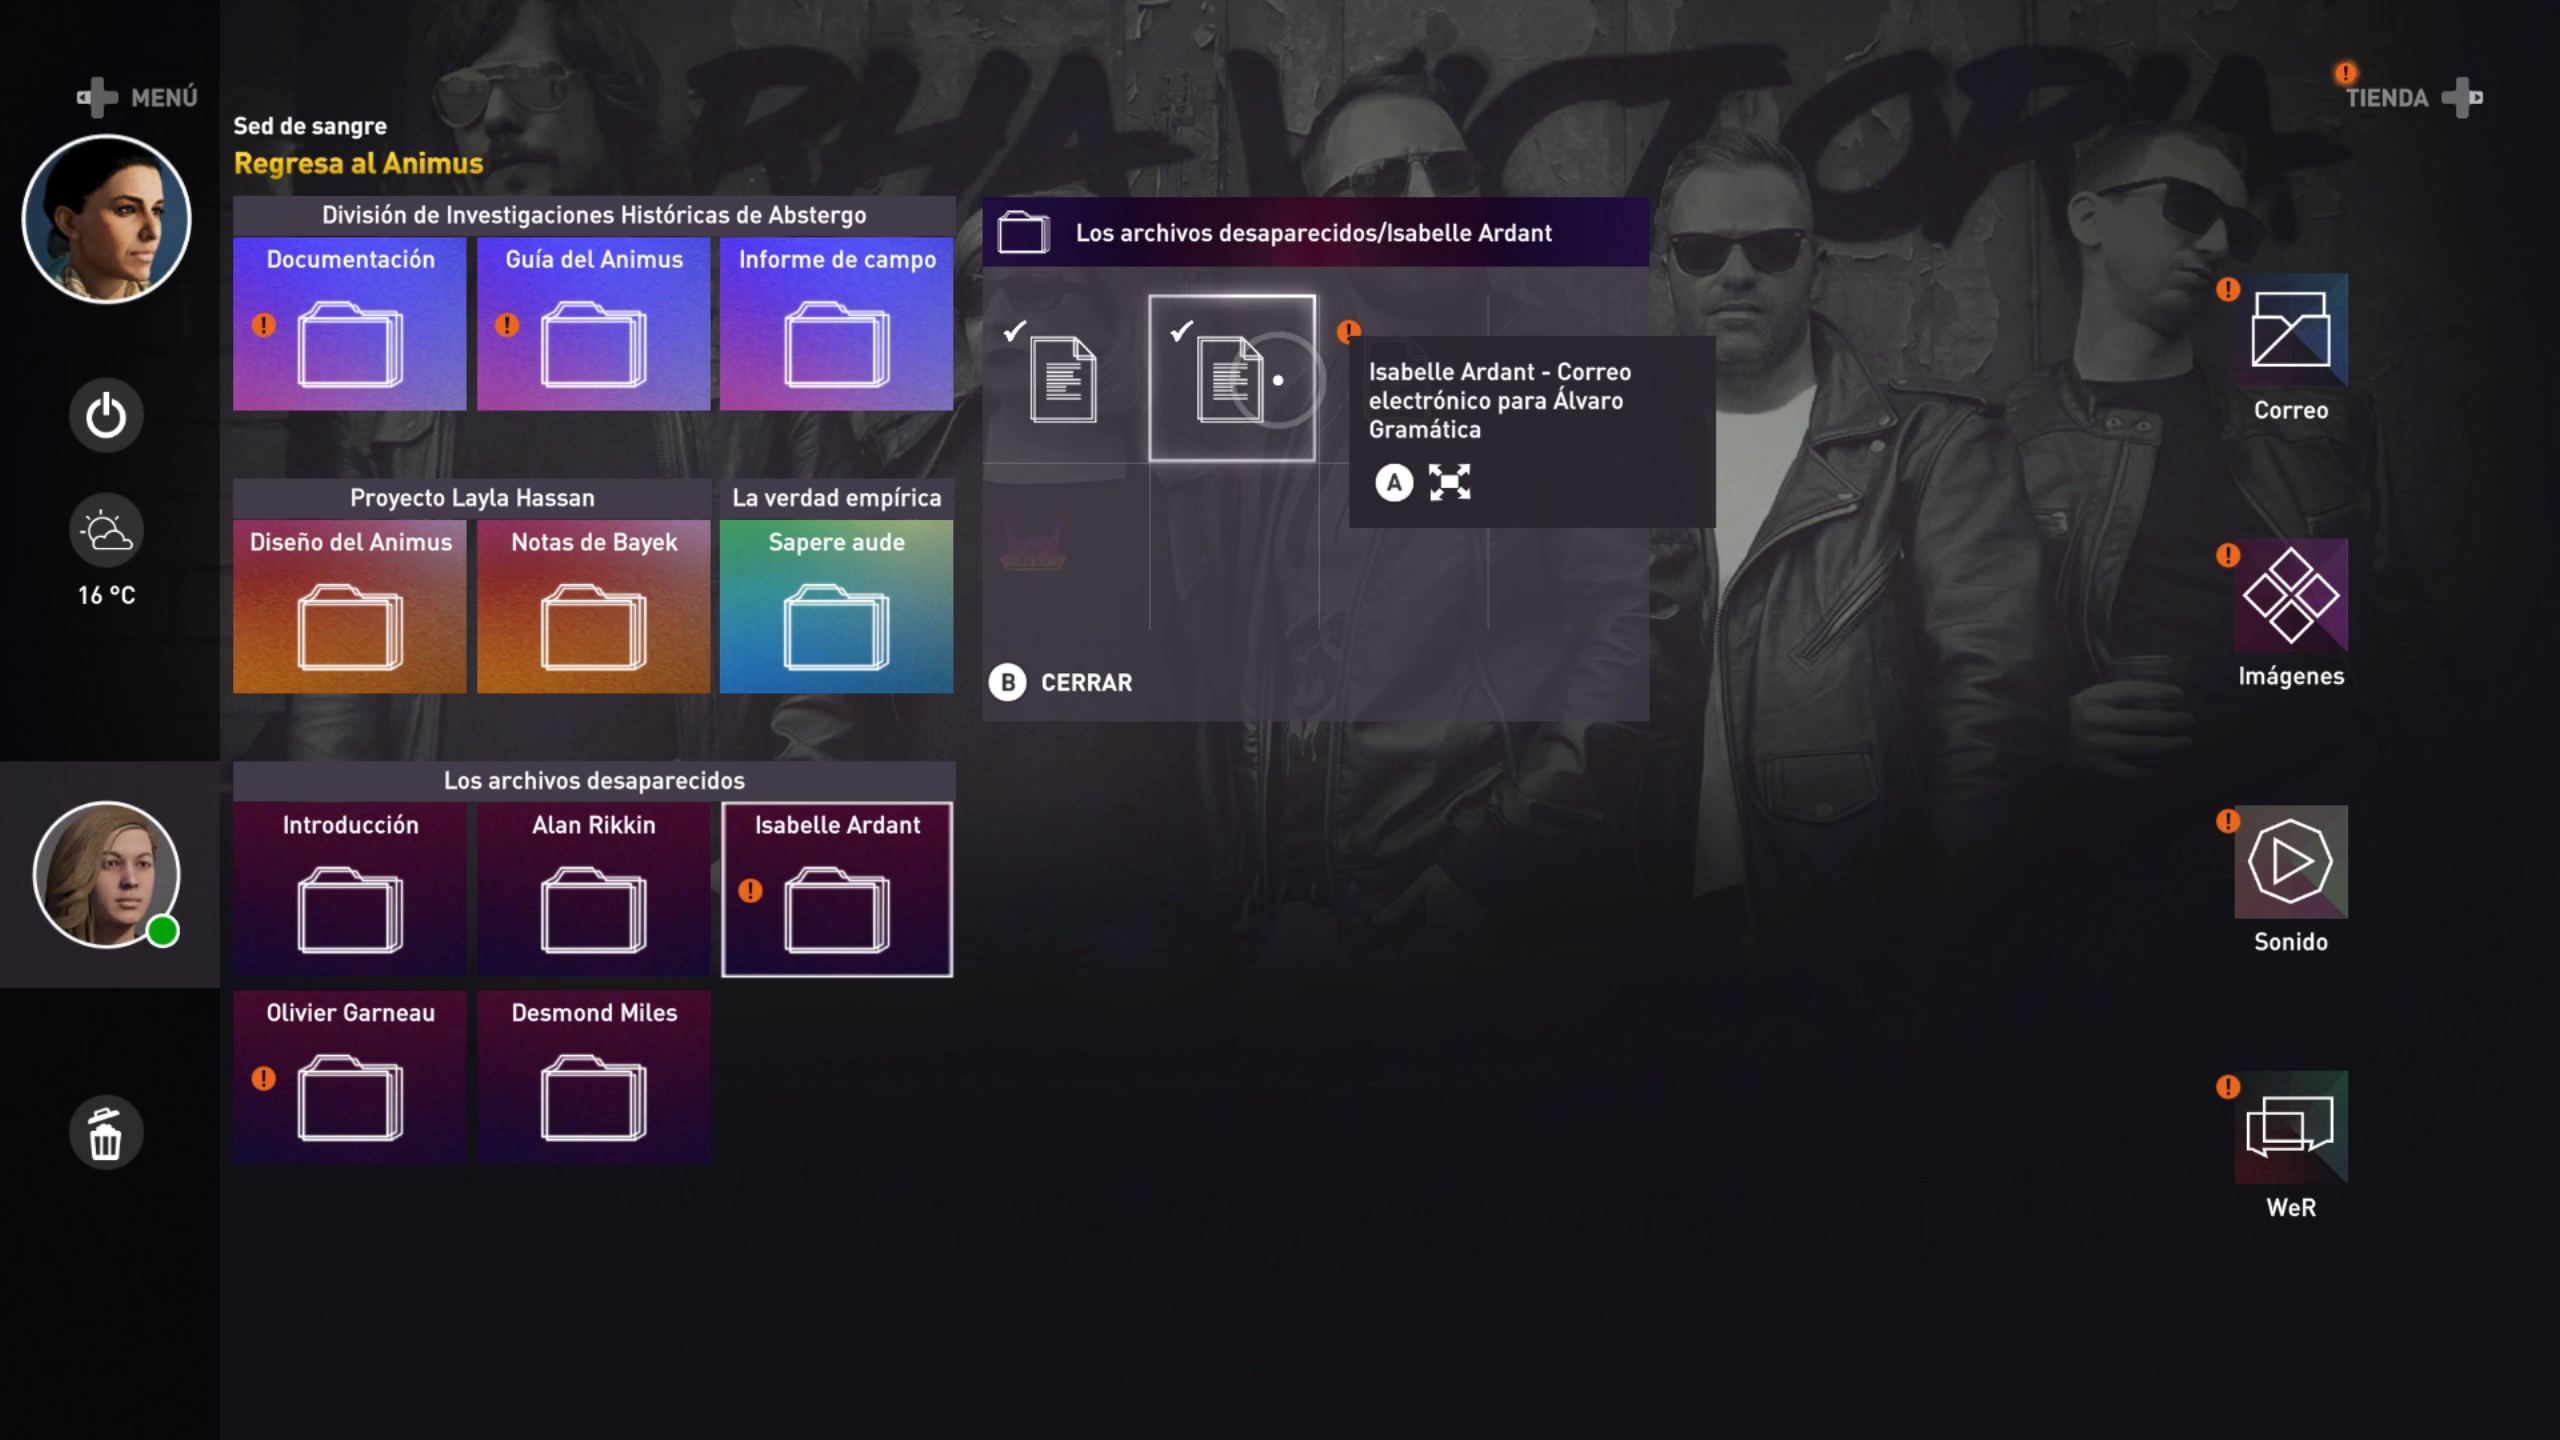 MENÚ
TIENDA
Sed de sangre
Regresa al Animus
División de Investigaciones Históricas de Abstergo
Documentación
Guía del Animus
Informe de campo
Proyecto Layla Hassan
La verdad empírica
Diseño del Animus
Notas de Bayek
Sapere aude
Los archivos desaparecidos
Introducción
Alan Rikkin
Isabelle Ardant
Olivier Garneau
Desmond Miles
16 °C
Los archivos desaparecidos/Isabelle Ardant
Isabelle Ardant - Correo
electrónico para Álvaro
Gramática
A
B CERRAR
Correo
Imágenes
Sonido
WeR